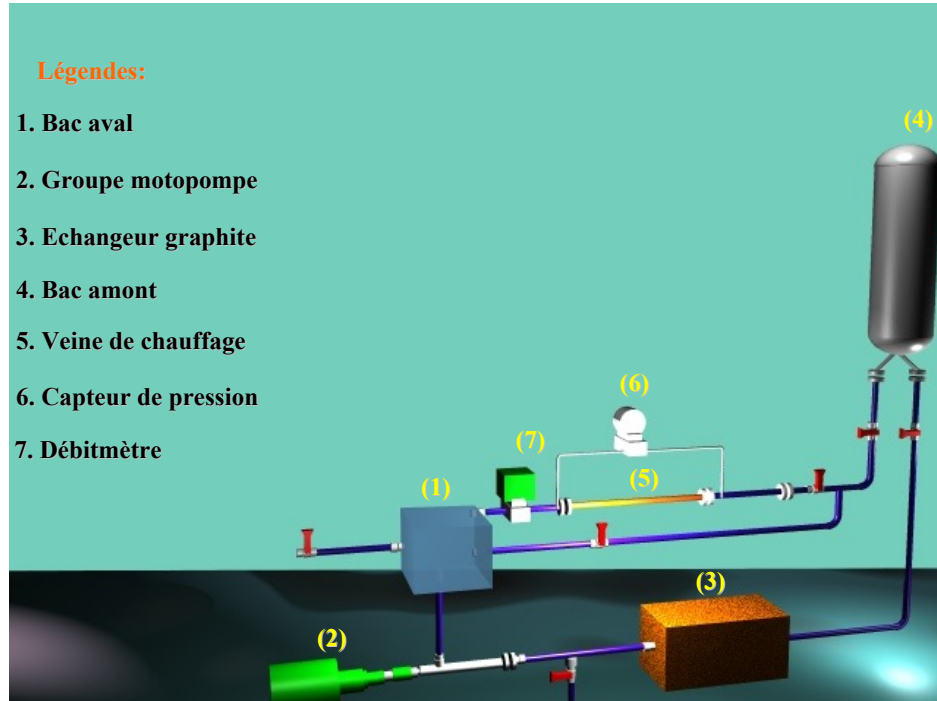 Légendes:
1. Bac aval
2. Groupe motopompe
3. Echangeur graphite
4. Bac amont
5. Veine de chauffage
6. Capteur de pression
7. Débitmètre
(4)
(6)
(7)
(5)
(1)
(3)
(2)